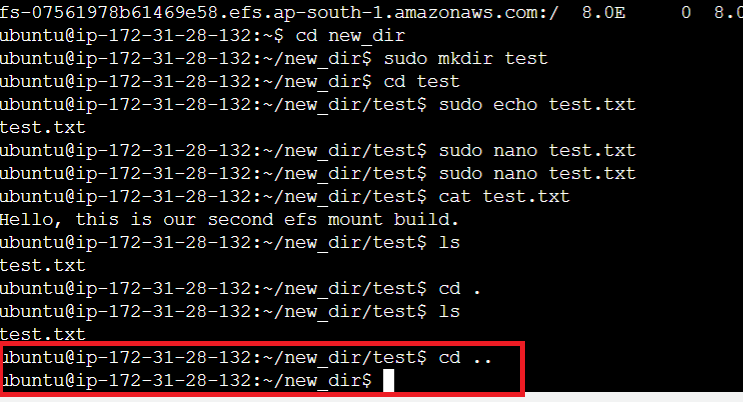 fs-07561978b61469e58.efs.ap-south-1.amazonaws.com:/  8.0E     0  8.0
ubuntu@ip-172-31-28-132:~$ cd new_dir
ubuntu@ip-172-31-28-132:~/new_dir$ sudo mkdir test
ubuntu@ip-172-31-28-132:~/new_dir$ cd test
ubuntu@ip-172-31-28-132:~/new_dir/test$ sudo echo test.txt
test.txt
ubuntu@ip-172-31-28-132:~/new_dir/test$ sudo nano test.txt
ubuntu@ip-172-31-28-132:~/new_dir/test$ sudo nano test.txt
ubuntu@ip-172-31-28-132:~/new_dir/test$ cat test.txt
Hello, this is our second efs mount build.
ubuntu@ip-172-31-28-132:~/new_dir/test$ ls
test.txt
ubuntu@ip-172-31-28-132:~/new_dir/test$ cd .
ubuntu@ip-172-31-28-132:~/new_dir/test$ ls
test.txt
ubuntu@ip-172-31-28-132:~/new_dir/test$ cd ..
ubuntu@ip-172-31-28-132:~/new_dir$